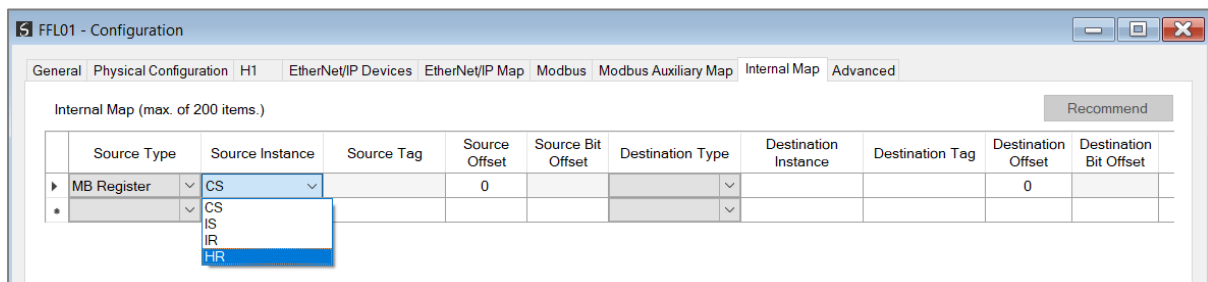 FFL01 - Configuration
General Physical Configuration H1 EtherNet/IP Devices EtherNet/IP Map Modbus Modbus Auxiliary Map Internal Map Advanced
Internal Map (max. of 200 items.) Recommend
Source Type Source Instance Source Tag Source Offset Source Bit Offset Destination Type Destination Instance Destination Tag Destination Offset Destination Bit Offset
MB Register CS 0 0
CS
IS
IR
HR